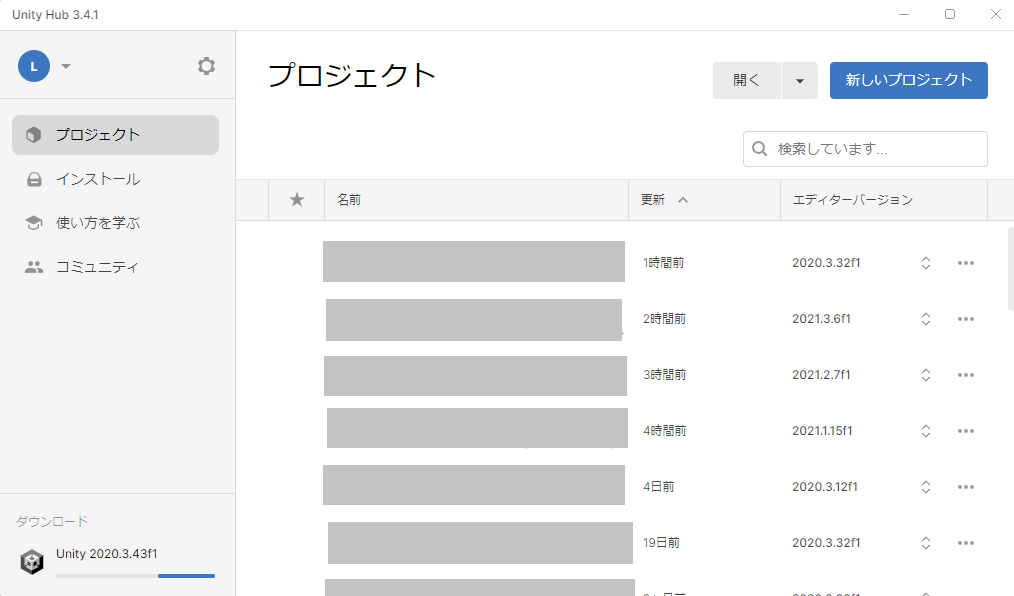 Unity Hub 3.4.1
L
プロジェクト
インストール
使い方を学ぶ
コミュニティ
ダウンロード
Unity 2020.3.43f1
プロジェクト
開く
新しいプロジェクト
検索しています...
名前 更新 エディターバージョン
1時間前 2020.3.32f1
2時間前 2021.3.6f1
3時間前 2021.2.7f1
4時間前 2021.1.15f1
4日前 2020.3.12f1
19日前 2020.3.32f1